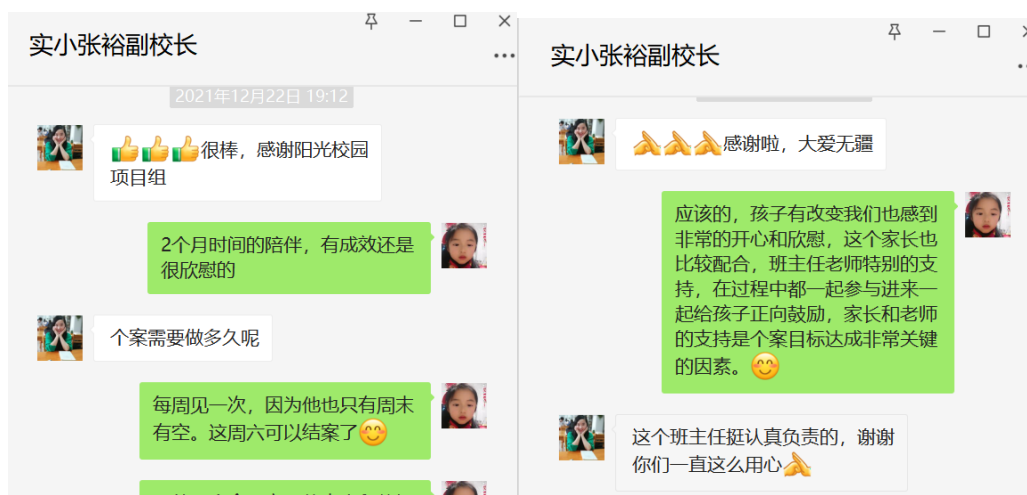 实小张裕副校长
2021年12月22日 19:12
👍👍👍很棒，感谢阳光校园
项目组
2个月时间的陪伴，有成效还是
很欣慰的
个案需要做多久呢
每周见一次，因为他也只有周末
有空。这周六可以结案了😊
实小张裕副校长
🙏🙏🙏感谢啦，大爱无疆
应该的，孩子有改变我们也感到
非常的开心和欣慰，这个家长也
比较配合，班主任老师特别的支
持，在过程中都一起参与进来一
起给孩子正向鼓励，家长和老师
的支持是个案目标达成非常关键
的因素。😊
这个班主任挺认真负责的，谢谢
你们一直这么用心🙏